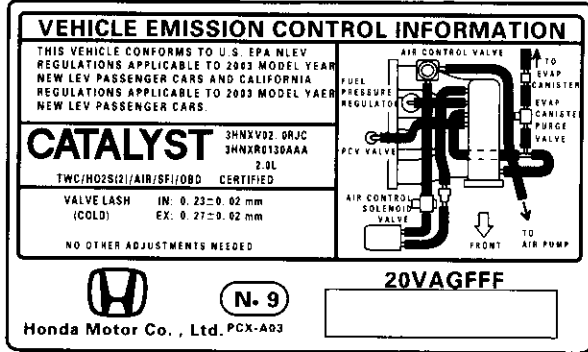 VEHICLE EMISSION CONTROL INFORMATION
THIS VEHICLE CONFORMS TO U.S. EPA NLEV
REGULATIONS APPLICABLE TO 2003 MODEL YEAR
NEW LEV PASSENGER CARS AND CALIFORNIA
REGULATIONS APPLICABLE TO 2003 MODEL YAER
NEW LEV PASSENGER CARS.
CATALYST
3HNXV02.0RJC
3HNXR0130AAA
2.0L
TWC/HO2S(2)/AIR/SFI/OBD CERTIFIED
VALVE LASH IN: 0.23±0.02 mm
(COLD) EX: 0.27±0.02 mm
NO OTHER ADJUSTMENTS NEEDED
AIR CONTROL VALVE
TO
EVAP
CANISTER
FUEL
PRESSURE
REGULATOR
EVAP
CANISTER
PURGE
VALVE
PCV VALVE
AIR CONTROL
SOLENOID
VALVE
FRONT
TO
AIR PUMP
Honda Motor Co., Ltd. PCX-A03
N. 9
20VAGFFF